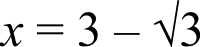 x = 3 – √3